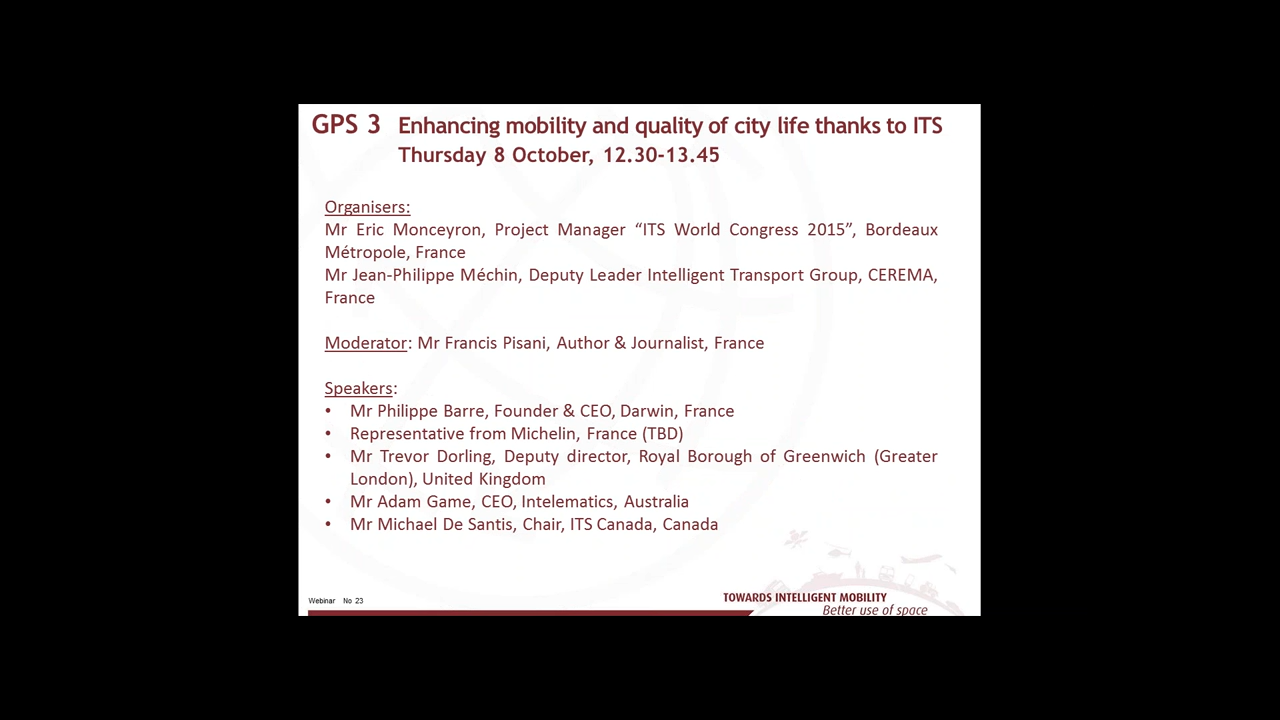 GPS 3 Enhancing mobility and quality of city life thanks to ITS
Thursday 8 October, 12.30-13.45
Organisers:
Mr Eric Monceyron, Project Manager “ITS World Congress 2015”, Bordeaux
Métropole, France
Mr Jean-Philippe Méchin, Deputy Leader Intelligent Transport Group, CEREMA,
France
Moderator: Mr Francis Pisani, Author & Journalist, France
Speakers:
• Mr Philippe Barre, Founder & CEO, Darwin, France
• Representative from Michelin, France (TBD)
• Mr Trevor Dorling, Deputy director, Royal Borough of Greenwich (Greater
London), United Kingdom
• Mr Adam Game, CEO, Intelematics, Australia
• Mr Michael De Santis, Chair, ITS Canada, Canada
Webinar No 23
TOWARDS INTELLIGENT MOBILITY
Better use of space